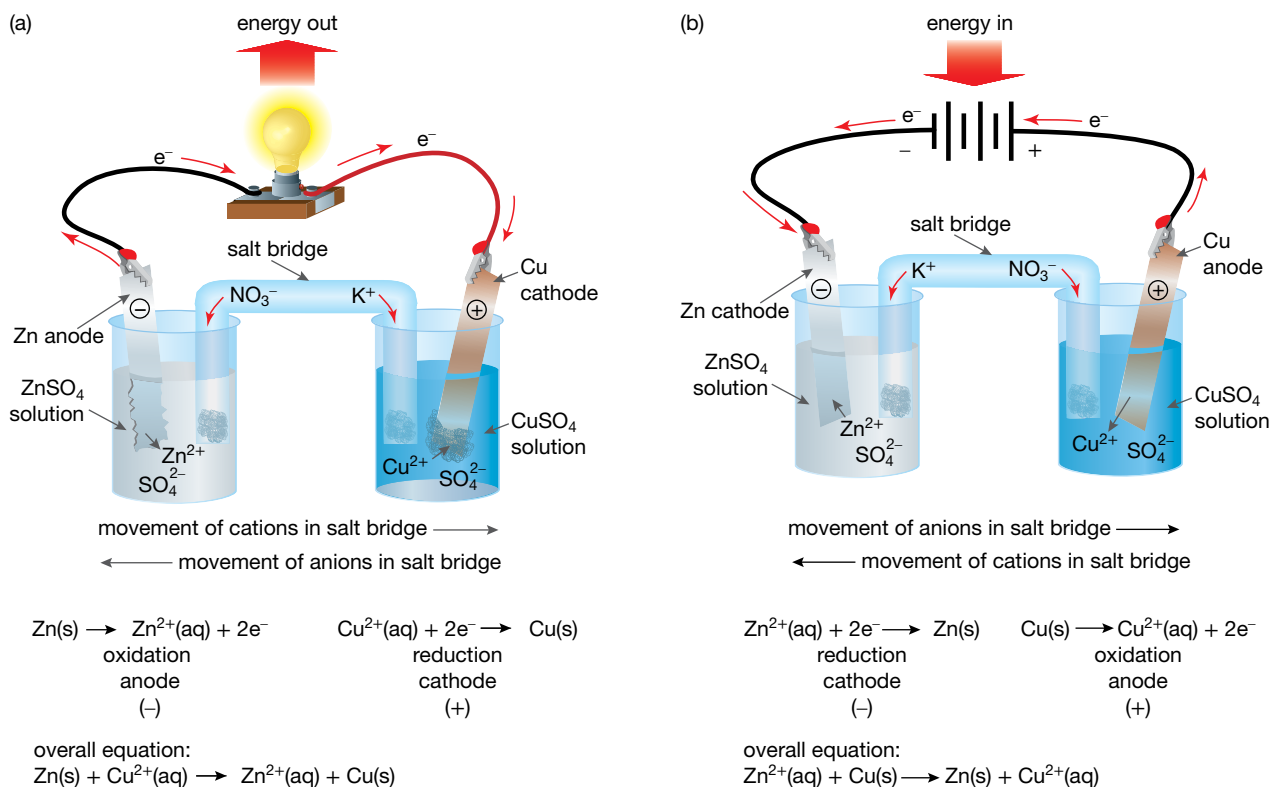 (a)
energy out
e⁻
e⁻
salt bridge
NO₃⁻
K⁺
Cu
cathode
−
+
Zn anode
ZnSO₄
solution
CuSO₄
solution
Zn²⁺
SO₄²⁻
Cu²⁺
SO₄²⁻
movement of cations in salt bridge →
← movement of anions in salt bridge
Zn(s) → Zn²⁺(aq) + 2e⁻
oxidation
anode
(−)
Cu²⁺(aq) + 2e⁻ → Cu(s)
reduction
cathode
(+)
overall equation:
Zn(s) + Cu²⁺(aq) → Zn²⁺(aq) + Cu(s)
(b)
energy in
e⁻
e⁻
−
+
salt bridge
K⁺
NO₃⁻
Cu
anode
−
+
Zn cathode
ZnSO₄
solution
CuSO₄
solution
Zn²⁺
SO₄²⁻
Cu²⁺
SO₄²⁻
movement of anions in salt bridge →
← movement of cations in salt bridge
Zn²⁺(aq) + 2e⁻ → Zn(s)
reduction
cathode
(−)
Cu(s) → Cu²⁺(aq) + 2e⁻
oxidation
anode
(+)
overall equation:
Zn²⁺(aq) + Cu(s) → Zn(s) + Cu²⁺(aq)